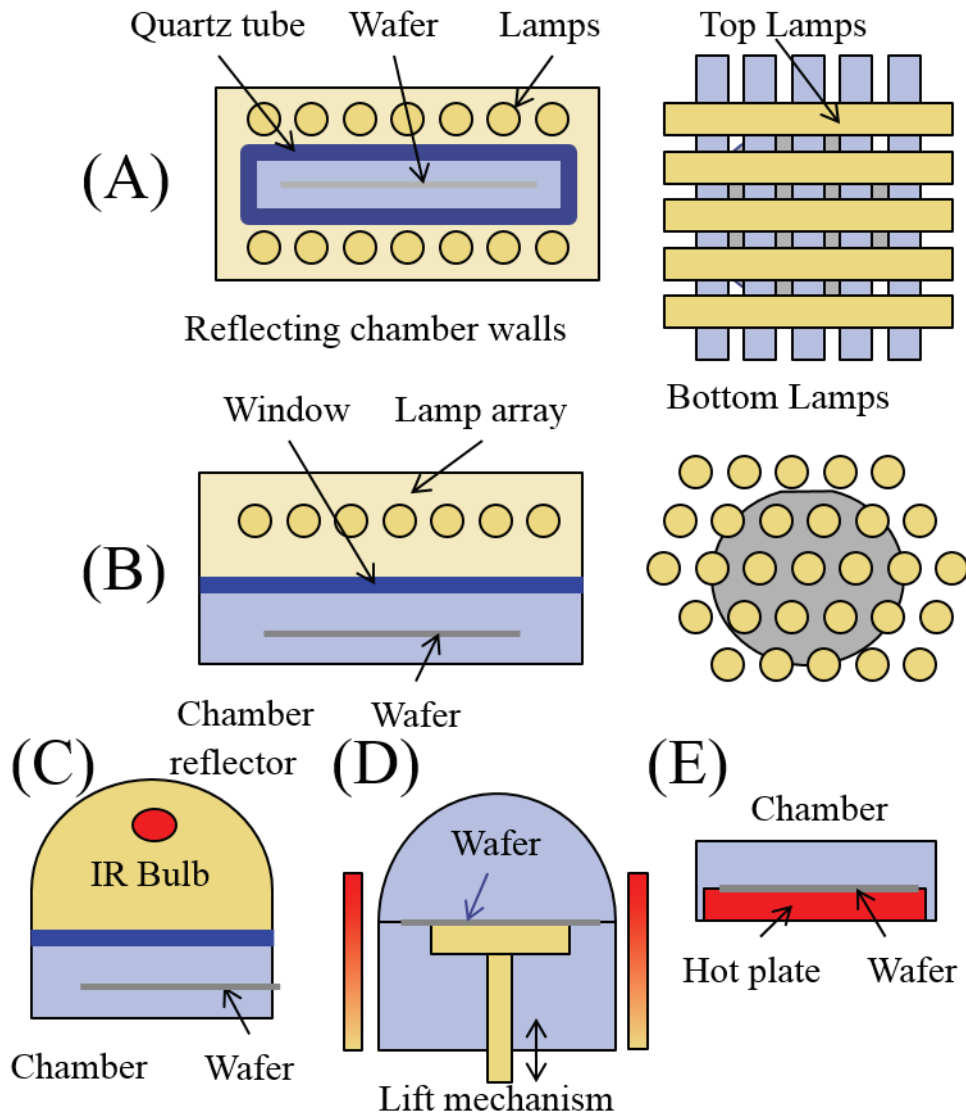 Quartz tube Wafer Lamps
Top Lamps
(A)
Reflecting chamber walls
Bottom Lamps
Window Lamp array
(B)
Chamber Wafer
reflector
(C)
IR Bulb
Chamber Wafer
(D)
Wafer
Lift mechanism
(E)
Chamber
Hot plate Wafer